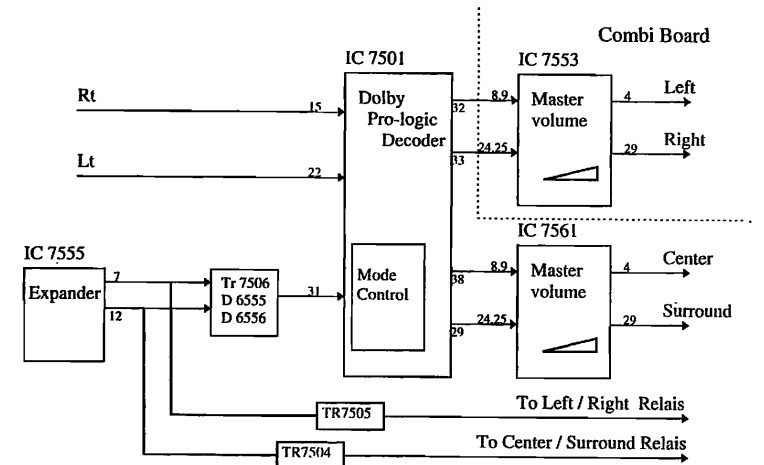 Combi Board
IC 7501
IC 7553
Rt
15
Dolby
Pro-logic
Decoder
32
8.9
Master
volume
4
Left
Lt
22
33
24.25
29
Right
IC 7555
Expander
7
12
Tr 7506
D 6555
D 6556
31
Mode
Control
38
29
IC 7561
8.9
24.25
Master
volume
4
Center
29
Surround
TR7505
To Left / Right Relais
TR7504
To Center / Surround Relais